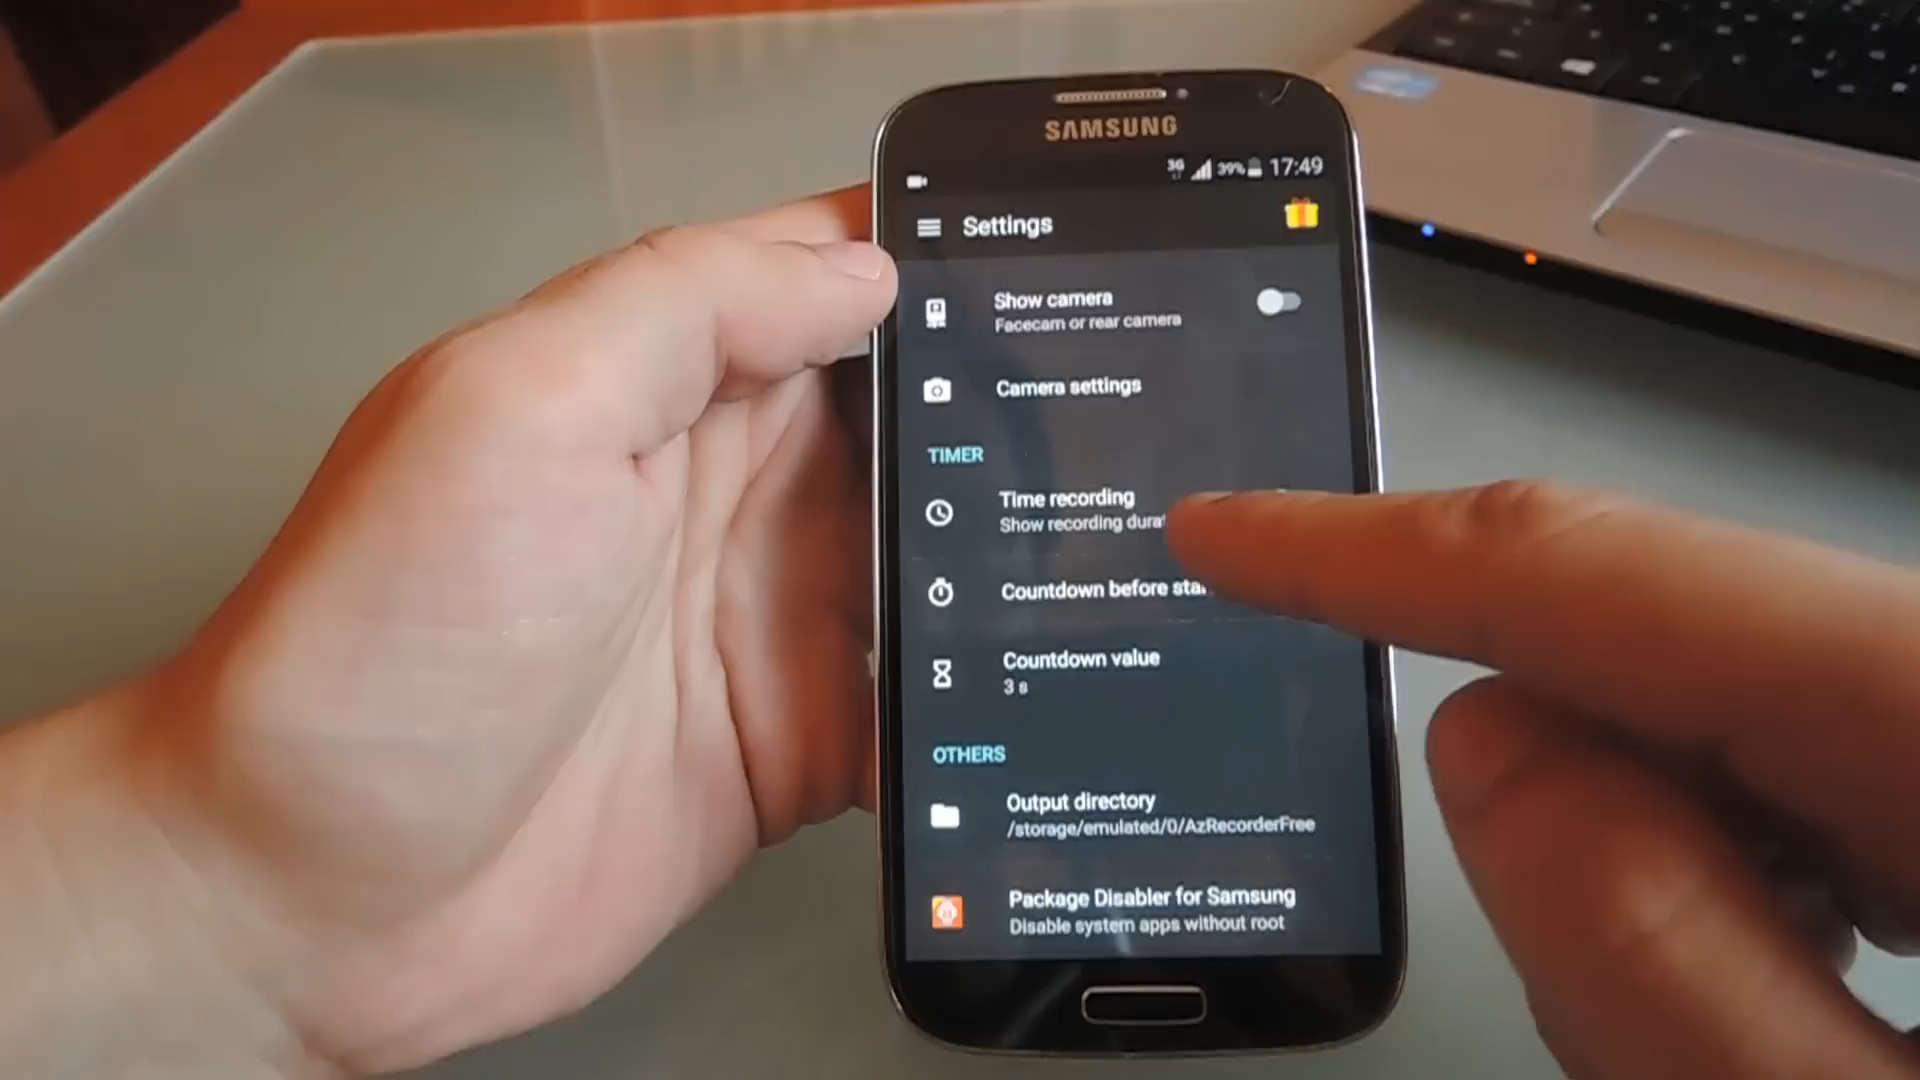 SAMSUNG
3G 39% 17:49
Settings
Show camera
Facecam or rear camera
Camera settings
TIMER
Time recording
Show recording
Countdown before
Countdown value
3 s
OTHERS
Output directory
/storage/emulated/0/AzRecorderFree
Package Disabler for Samsung
Disable system apps without root